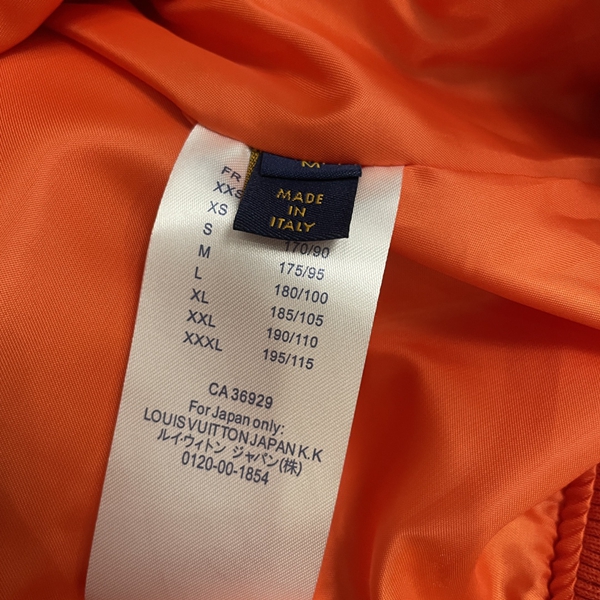 M
MADE
IN
ITALY
FR
XXS
XS
S 170/90
M 175/95
L 180/100
XL 185/105
XXL 190/110
XXXL 195/115
CA 36929
For Japan only:
LOUIS VUITTON JAPAN K.K
ルイ・ヴィトン ジャパン(株)
0120-00-1854